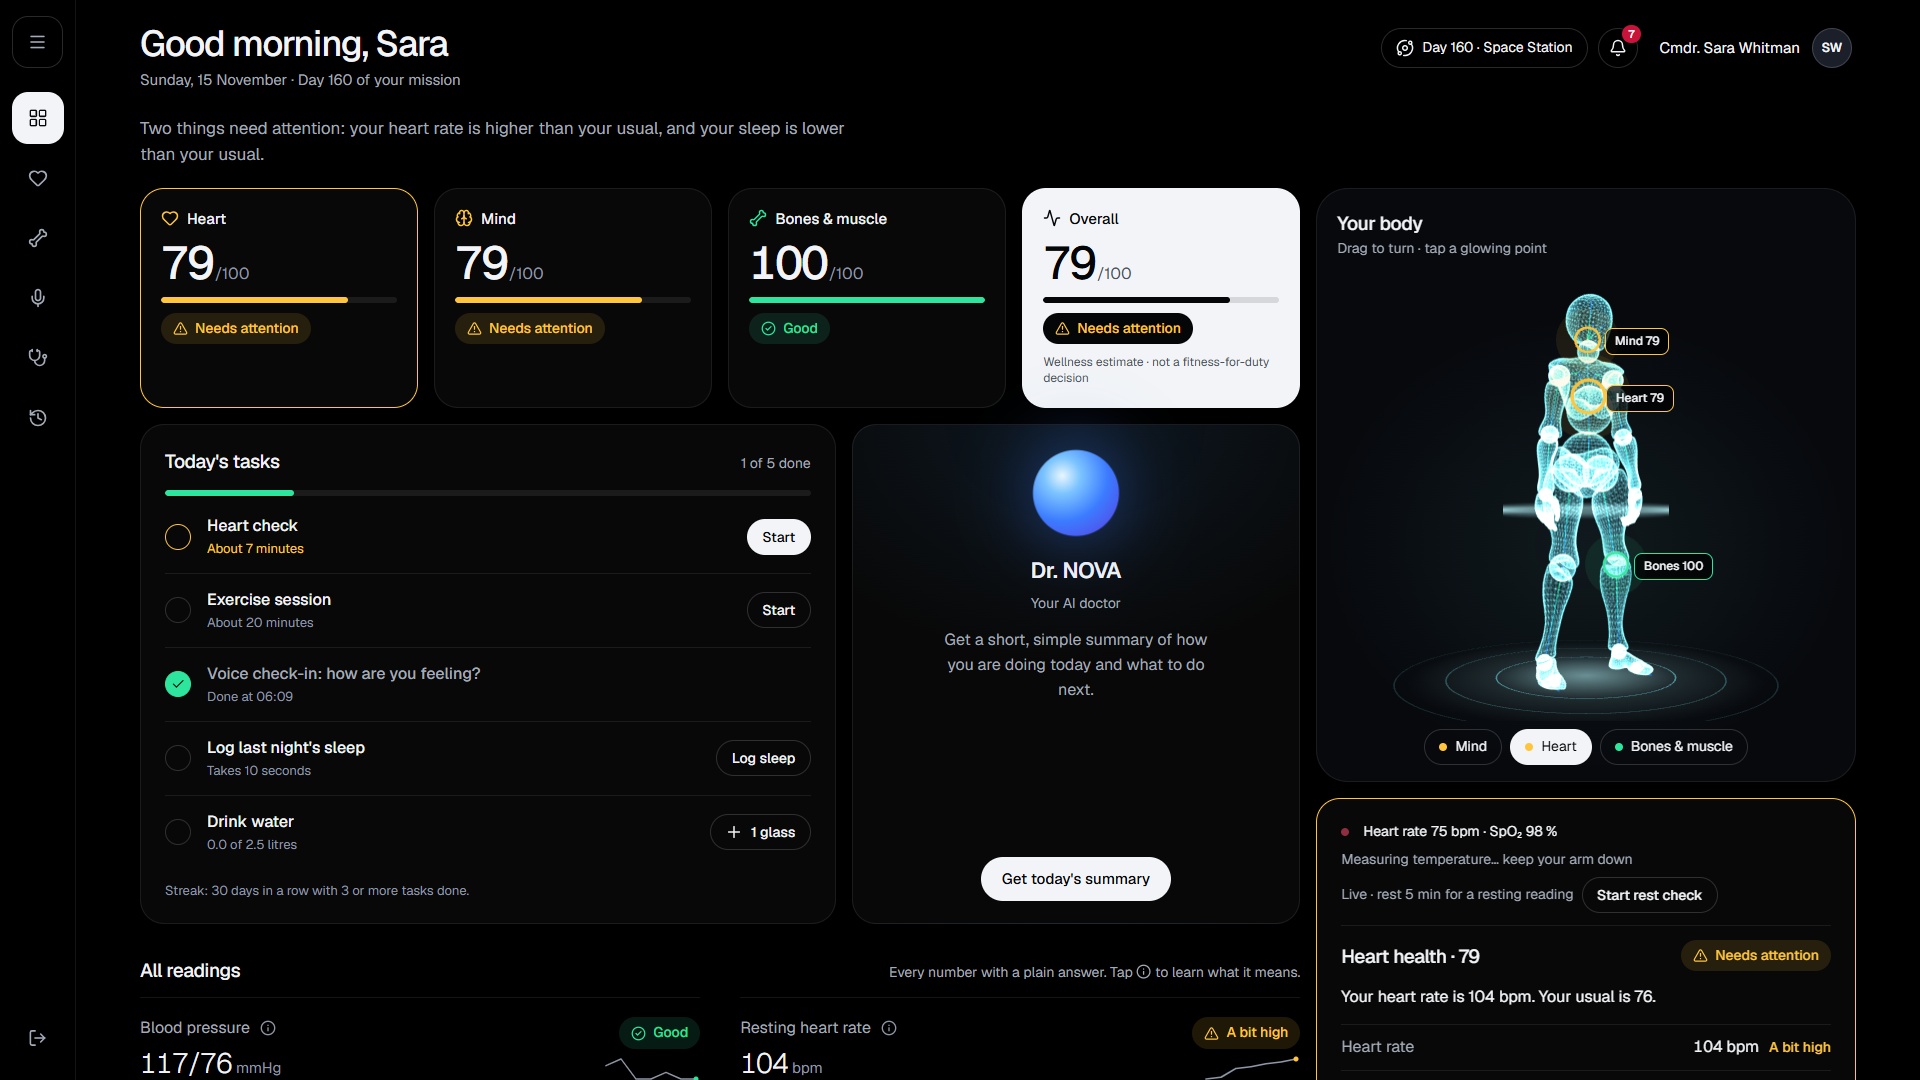 Good morning, Sara
Sunday, 15 November · Day 160 of your mission
Day 160 · Space Station
7
Cmdr. Sara Whitman
SW
Two things need attention: your heart rate is higher than your usual, and your sleep is lower
than your usual.
Heart
79/100
Needs attention
Mind
79/100
Needs attention
Bones & muscle
100/100
Good
Overall
79/100
Needs attention
Wellness estimate · not a fitness-for-duty
decision
Your body
Drag to turn · tap a glowing point
Mind 79
Heart 79
Bones 100
Mind
Heart
Bones & muscle
Today's tasks
1 of 5 done
Heart check
About 7 minutes
Start
Exercise session
About 20 minutes
Start
Voice check-in: how are you feeling?
Done at 06:09
Log last night's sleep
Takes 10 seconds
Log sleep
Drink water
0.0 of 2.5 litres
+ 1 glass
Streak: 30 days in a row with 3 or more tasks done.
Dr. NOVA
Your AI doctor
Get a short, simple summary of how
you are doing today and what to do
next.
Get today's summary
Heart rate 75 bpm · SpO₂ 98 %
Measuring temperature… keep your arm down
Live · rest 5 min for a resting reading
Start rest check
Heart health · 79
Needs attention
Your heart rate is 104 bpm. Your usual is 76.
Heart rate
104 bpm A bit high
All readings
Every number with a plain answer. Tap ⓘ to learn what it means.
Blood pressure
Good
117/76 mmHg
Resting heart rate
A bit high
104 bpm